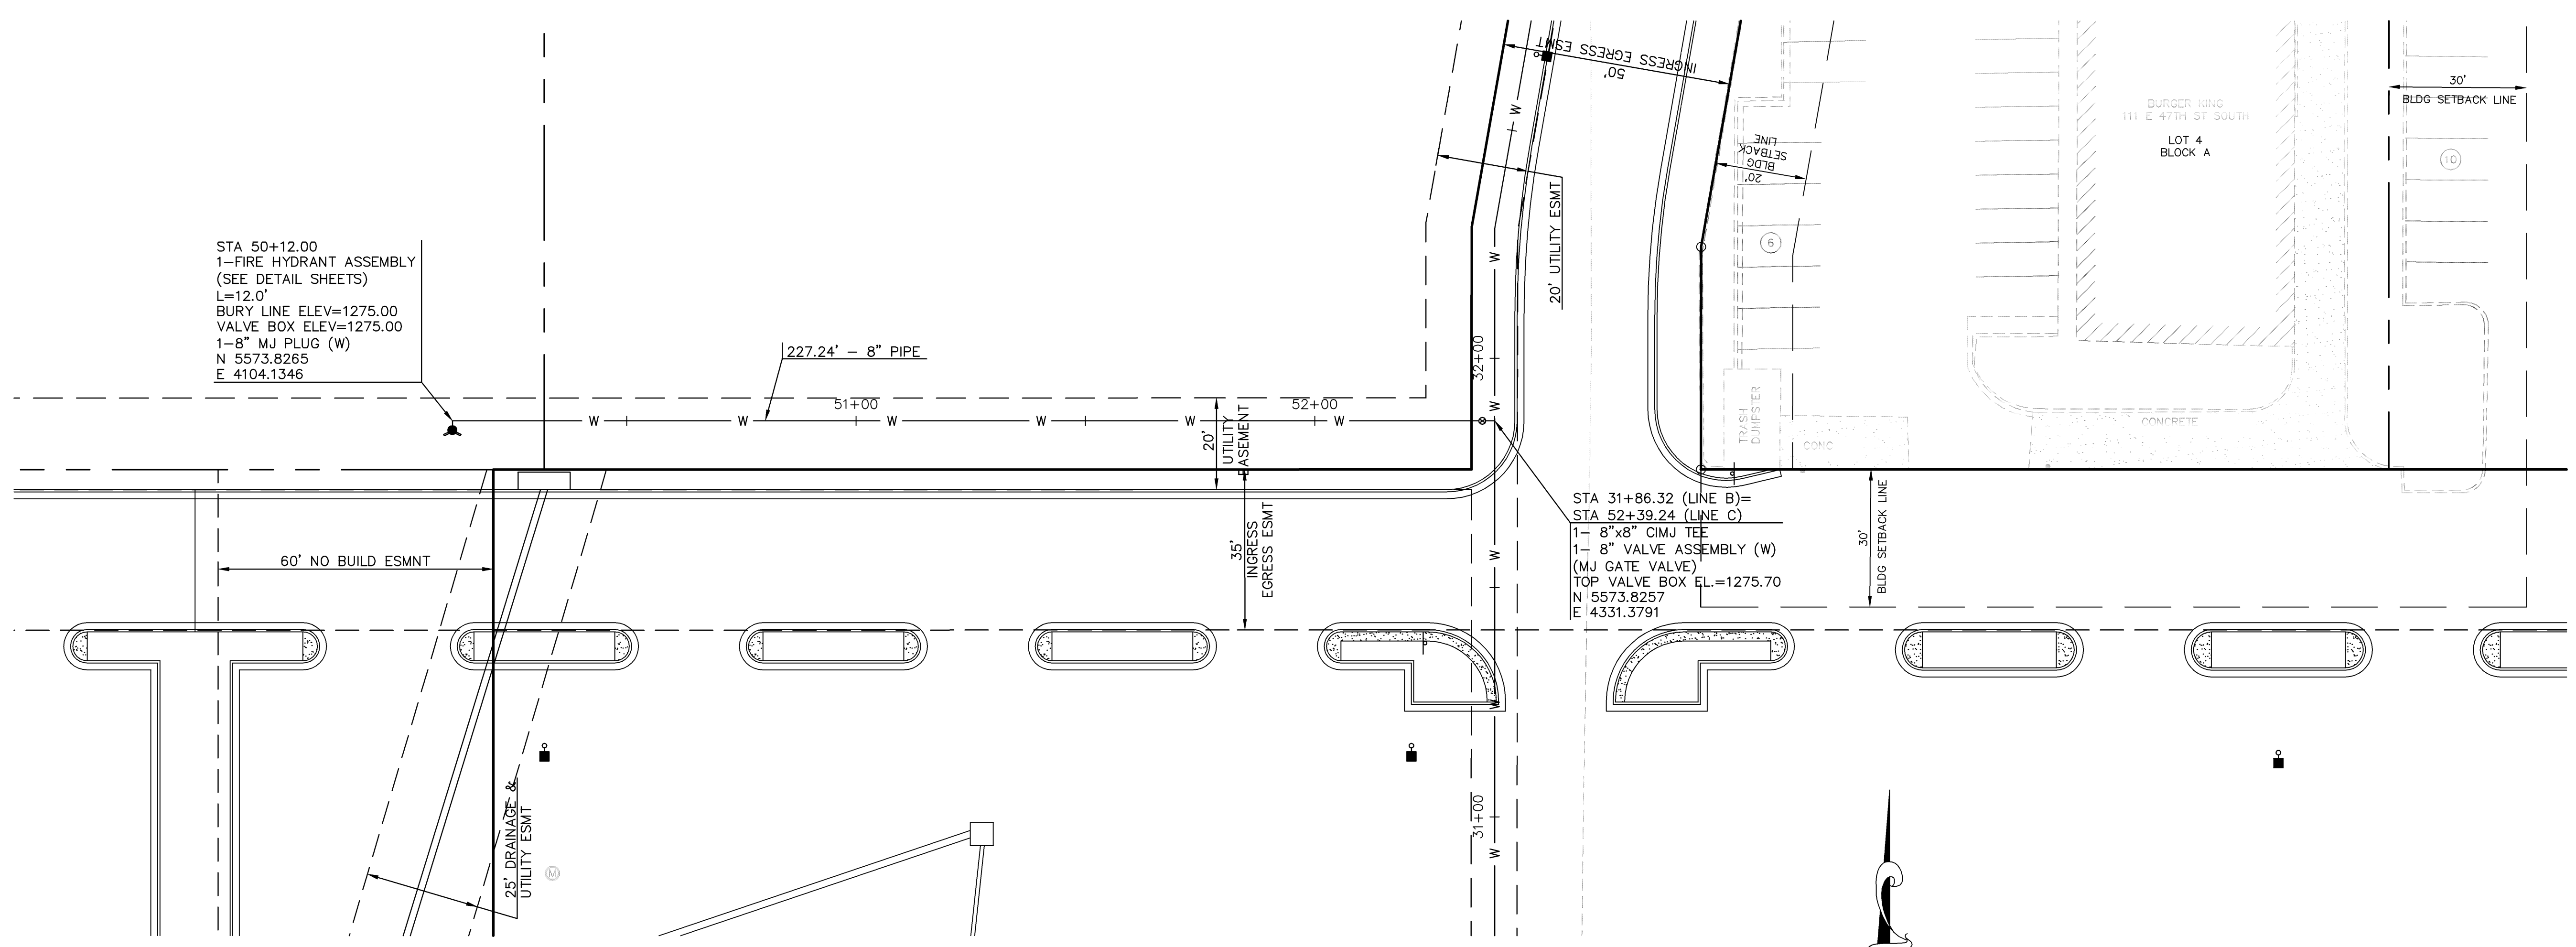 INGRESS EGRESS ESMT
50'
30'
BLDG SETBACK LINE
BURGER KING
111 E 47TH ST SOUTH
LOT 4
BLOCK A
10
20'
BLDG
SETBACK
LINE
6
20' UTILITY ESMT
STA 50+12.00
1-FIRE HYDRANT ASSEMBLY
(SEE DETAIL SHEETS)
L=12.0'
BURY LINE ELEV=1275.00
VALVE BOX ELEV=1275.00
1-8" MJ PLUG (W)
N 5573.8265
E 4104.1346
227.24' - 8" PIPE
32+00
51+00
52+00
W
W
W
W
W
W
W
W
W
W
W
W
W
20'
UTILITY
EASEMENT
TRASH
DUMPSTER
CONC
CONCRETE
STA 31+86.32 (LINE B)=
STA 52+39.24 (LINE C)
1- 8"x8" CIMJ TEE
1- 8" VALVE ASSEMBLY (W)
(MJ GATE VALVE)
TOP VALVE BOX EL.=1275.70
N 5573.8257
E 4331.3791
35'
INGRESS
EGRESS ESMT
30'
BLDG SETBACK LINE
60' NO BUILD ESMNT
31+00
25' DRAINAGE &
UTILITY ESMT
M